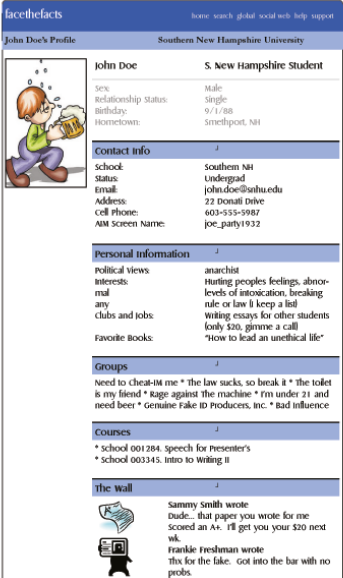 facethefacts home search global social web help support
John Doe's Profile Southern New Hampshire University
John Doe S. New Hampshire Student
Sex: Male
Relationship Status: Single
Birthday: 9/1/88
Hometown: Smethport, NH
Contact Info
School: Southern NH
Status: Undergrad
Email: john.doe@snhu.edu
Address: 22 Donati Drive
Cell Phone: 603-555-5987
AIM Screen Name: joe_party1932
Personal Information
Political Views: anarchist
Interests: Hurting peoples feelings, abnor-
mal levels of intoxication, breaking
any rule or law (I keep a list)
Clubs and Jobs: Writing essays for other students
(only $20, gimme a call)
Favorite Books: "How to lead an unethical life"
Groups
Need to Cheat-IM me * The law sucks, so break it * The toilet
is my friend * Rage against The machine * I'm under 21 and
need beer * Genuine Fake ID Producers, Inc. * Bad Influence
Courses
* School 001284. Speech for Presenter's
* School 003345. Intro to Writing II
The Wall
Sammy Smith wrote
Dude... that paper you wrote for me
Scored an A+. I'll get you your $20 next
wk.
Frankie Freshman wrote
Thx for the fake. Got into the bar with no
probs.